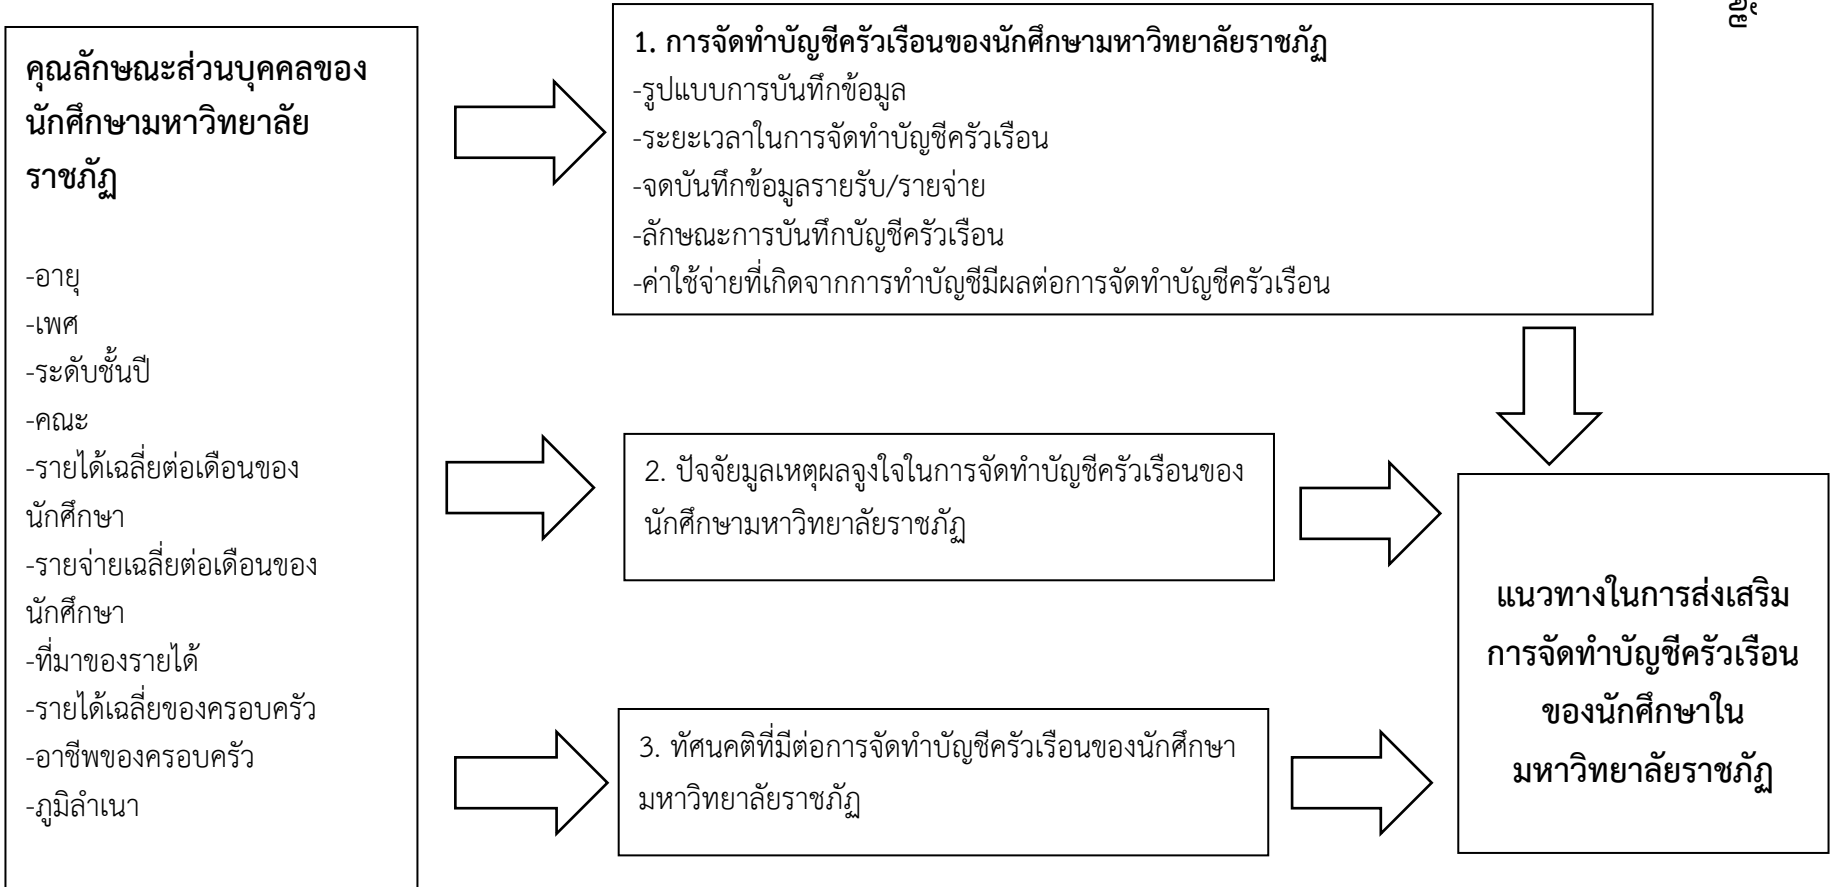 คุณลักษณะส่วนบุคคลของ
นักศึกษามหาวิทยาลัย
ราชภัฏ
-อายุ
-เพศ
-ระดับชั้นปี
-คณะ
-รายได้เฉลี่ยต่อเดือนของ
นักศึกษา
-รายจ่ายเฉลี่ยต่อเดือนของ
นักศึกษา
-ที่มาของรายได้
-รายได้เฉลี่ยของครอบครัว
-อาชีพของครอบครัว
-ภูมิลำเนา
1. การจัดทำบัญชีครัวเรือนของนักศึกษามหาวิทยาลัยราชภัฏ
-รูปแบบการบันทึกข้อมูล
-ระยะเวลาในการจัดทำบัญชีครัวเรือน
-จดบันทึกข้อมูลรายรับ/รายจ่าย
-ลักษณะการบันทึกบัญชีครัวเรือน
-ค่าใช้จ่ายที่เกิดจากการทำบัญชีมีผลต่อการจัดทำบัญชีครัวเรือน
2. ปัจจัยมูลเหตุผลจูงใจในการจัดทำบัญชีครัวเรือนของ
นักศึกษามหาวิทยาลัยราชภัฏ
3. ทัศนคติที่มีต่อการจัดทำบัญชีครัวเรือนของนักศึกษา
มหาวิทยาลัยราชภัฏ
แนวทางในการส่งเสริม
การจัดทำบัญชีครัวเรือน
ของนักศึกษาใน
มหาวิทยาลัยราชภัฏ